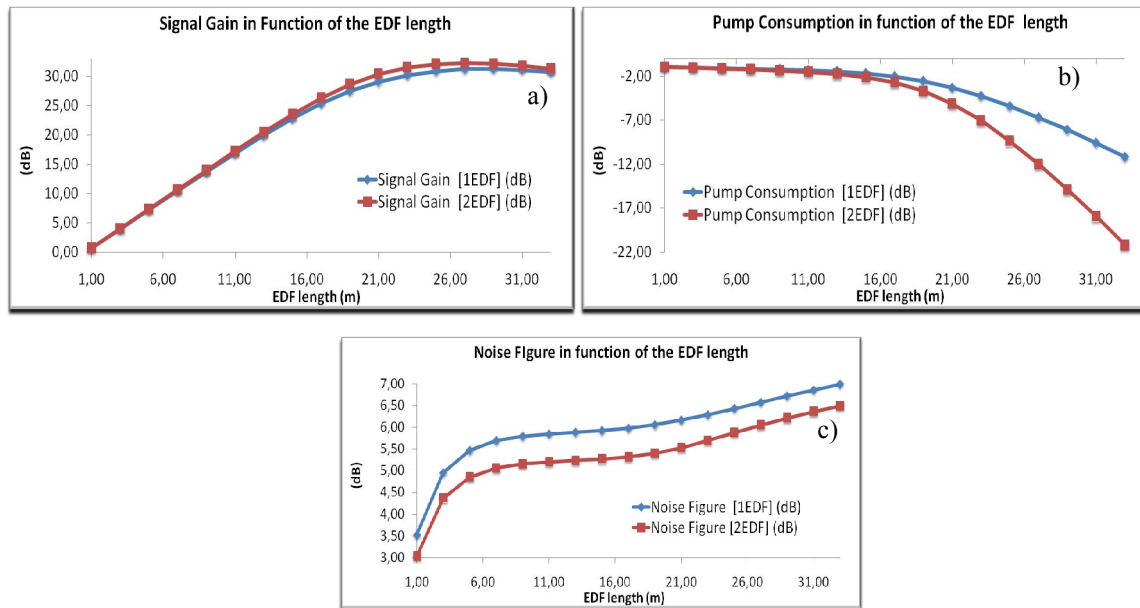 Signal Gain in Function of the EDF length
a)
30,00
25,00
20,00
15,00
10,00
5,00
0,00
(dB)
Signal Gain [1EDF] (dB)
Signal Gain [2EDF] (dB)
1,00 6,00 11,00 16,00 21,00 26,00 31,00
EDF length (m)
Pump Consumption in function of the EDF length
b)
-2,00
-7,00
-12,00
-17,00
-22,00
(dB)
Pump Consumption [1EDF] (dB)
Pump Consumption [2EDF] (dB)
1,00 6,00 11,00 16,00 21,00 26,00 31,00
EDF length (m)
Noise FIgure in function of the EDF length
c)
7,00
6,50
6,00
5,50
5,00
4,50
4,00
3,50
3,00
(dB)
Noise Figure [1EDF] (dB)
Noise Figure [2EDF] (dB)
1,00 6,00 11,00 16,00 21,00 26,00 31,00
EDF length (m)